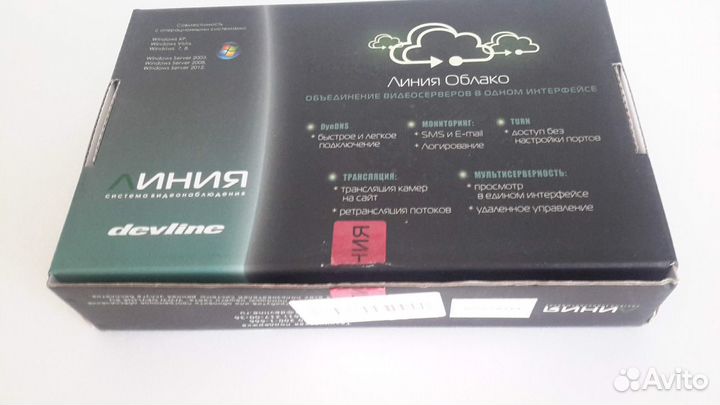 Совместимость
с операционными системами:
Windows XP,
Windows Vista,
Windows 7, 8
Windows Server 2003,
Windows Server 2008,
Windows Server 2012.
Линия Облако
ОБЪЕДИНЕНИЕ ВИДЕОСЕРВЕРОВ В ОДНОМ ИНТЕРФЕЙСЕ
DynDNS
быстрое и легкое
подключение
МОНИТОРИНГ:
SMS и E-mail
Логирование
TURN
доступ без
настройки портов
ТРАНСЛЯЦИЯ:
трансляция камер
на сайт
ретрансляция потоков
МУЛЬТИСЕРВЕРНОСТЬ:
просмотр
в едином интерфейсе
удаленное управление
ЛИНИЯ
система видеонаблюдения
devline
Avito